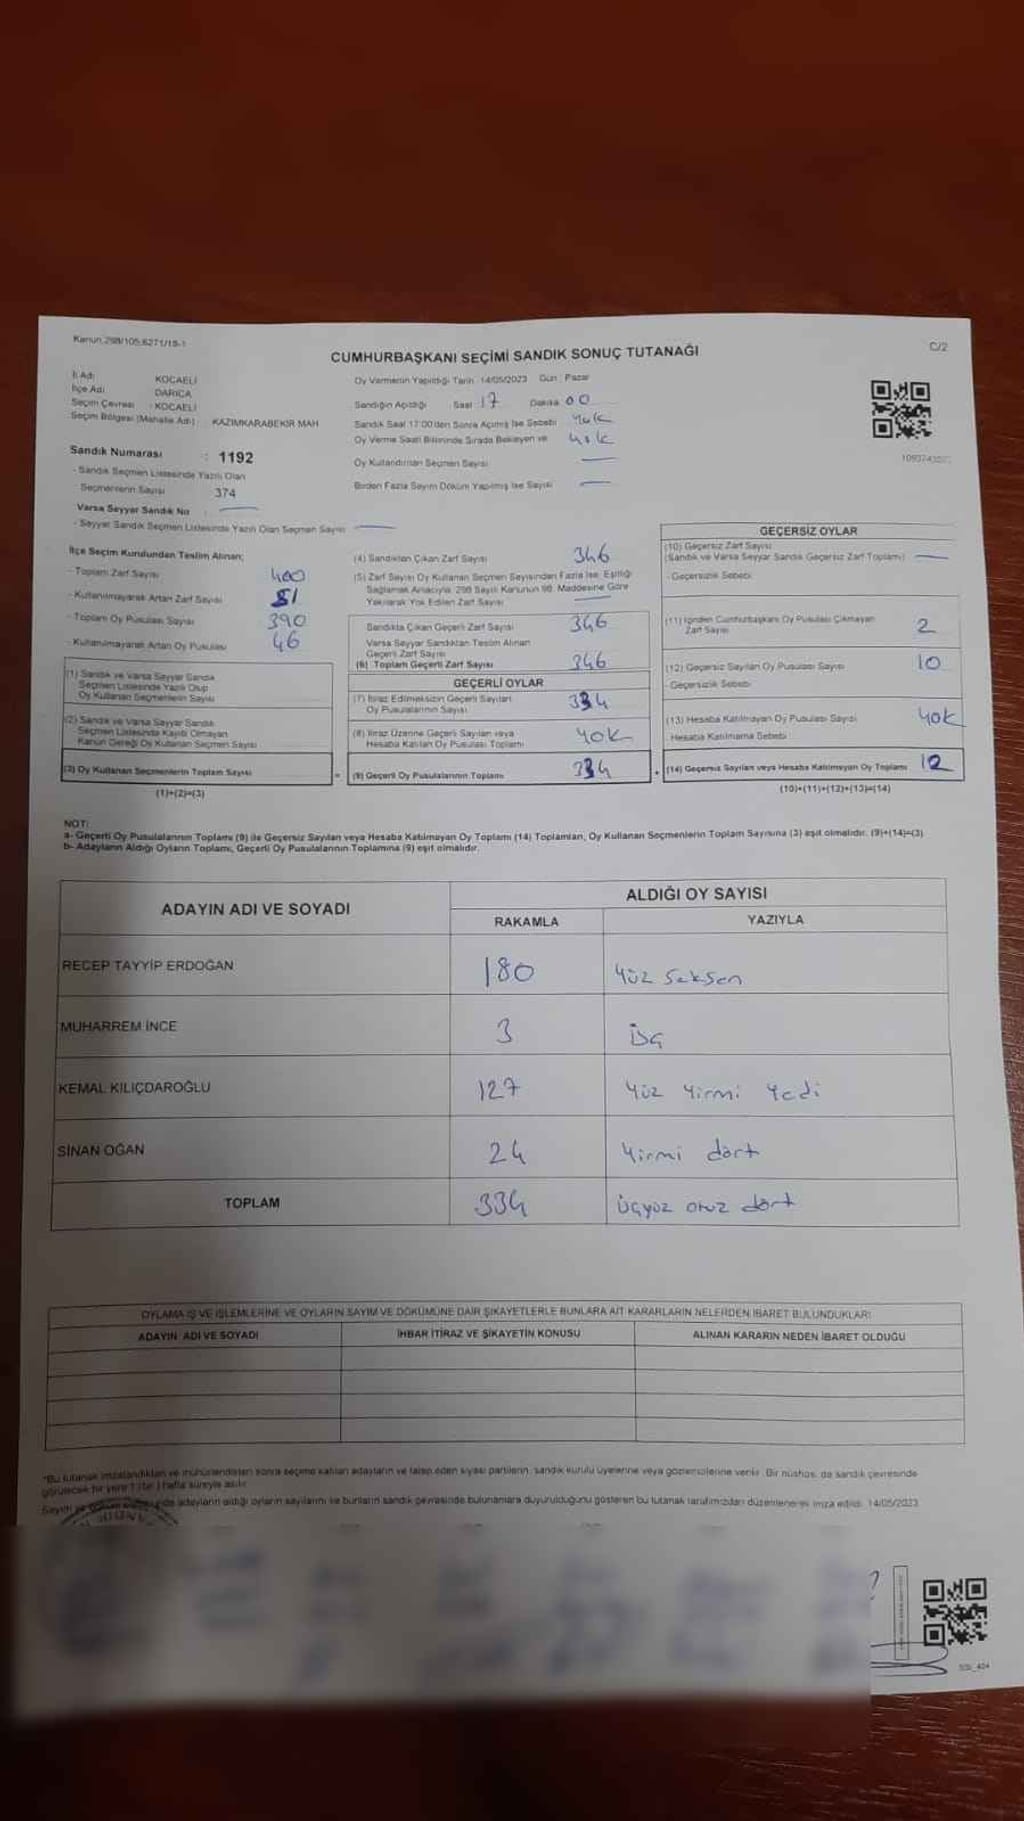 Kanun 298/105;6271/19-1
C/2
CUMHURBAŞKANI SEÇİMİ SANDIK SONUÇ TUTANAĞI
İl Adı KOCAELİ
İlçe Adı DARICA
Seçim Çevresi : KOCAELİ
Seçim Bölgesi (Mahalle Adı) KAZIMKARABEKIR MAH
Sandık Numarası : 1192
- Sandık Seçmen Listesinde Yazılı Olan
Seçmenlerin Sayısı 374
Varsa Seyyar Sandık No
- Seyyar Sandık Seçmen Listesinde Yazılı Olan Seçmen Sayısı
Oy Vermenin Yapıldığı Tarih 14/05/2023 Gün : Pazar
Sandığın Açıldığı Saat 17 Dakika 00
Sandık Saat 17:00'den Sonra Açılmış İse Sebebi Yok
Oy Verme Saati Bitiminde Sırada Bekleyen ve Yok
Oy Kullandırılan Seçmen Sayısı
Birden Fazla Sayım Döküm Yapılmış İse Sayısı
İlçe Seçim Kurulundan Teslim Alınan;
- Toplam Zarf Sayısı 400
- Kullanılmayarak Artan Zarf Sayısı 51
- Toplam Oy Pusulası Sayısı 390
- Kullanılmayarak Artan Oy Pusulası 46
(1) Sandık ve Varsa Seyyar Sandık
Seçmen Listesinde Yazılı Olup
Oy Kullanan Seçmenlerin Sayısı
(2) Sandık ve Varsa Seyyar Sandık
Seçmen Listesinde Kaydı Olmayan
Kanun Gereği Oy Kullanan Seçmen Sayısı
(3) Oy Kullanan Seçmenlerin Toplam Sayısı
(1)+(2)=(3)
(4) Sandıktan Çıkan Zarf Sayısı 346
(5) Zarf Sayısı Oy Kullanan Seçmen Sayısından Fazla İse, Eşitliği
Sağlamak Amacıyla, 298 Sayılı Kanunun 98. Maddesine Göre
Yakılarak Yok Edilen Zarf Sayısı
Sandıkta Çıkan Geçerli Zarf Sayısı 346
Varsa Seyyar Sandıktan Teslim Alınan
Geçerli Zarf Sayısı
(6) Toplam Geçerli Zarf Sayısı 346
GEÇERLİ OYLAR
(7) İtiraz Edilmeksizin Geçerli Sayılan
Oy Pusulalarının Sayısı 334
(8) İtiraz Üzerine Geçerli Sayılan veya
Hesaba Katılan Oy Pusulası Toplamı YOK
= (9) Geçerli Oy Pusulalarının Toplamı 334
GEÇERSİZ OYLAR
(10) Geçersiz Zarf Sayısı
(Sandık ve Varsa Seyyar Sandık Geçersiz Zarf Toplamı)
- Geçersizlik Sebebi
(11) İçinden Cumhurbaşkanı Oy Pusulası Çıkmayan
Zarf Sayısı 2
(12) Geçersiz Sayılan Oy Pusulası Sayısı 10
- Geçersizlik Sebebi
(13) Hesaba Katılmayan Oy Pusulası Sayısı YOK
- Hesaba Katılmama Sebebi
+ (14) Geçersiz Sayılan veya Hesaba Katılmayan Oy Toplamı 12
(10)+(11)+(12)+(13)=(14)
NOT:
a- Geçerli Oy Pusulalarının Toplamı (9) ile Geçersiz Sayılan veya Hesaba Katılmayan Oy Toplamı (14) Toplamları, Oy Kullanan Seçmenlerin Toplam Sayısına (3) eşit olmalıdır. (9)+(14)=(3)
b- Adayların Aldığı Oyların Toplamı, Geçerli Oy Pusulalarının Toplamına (9) eşit olmalıdır.
ADAYIN ADI VE SOYADI ALDIĞI OY SAYISI
RAKAMLA YAZIYLA
RECEP TAYYİP ERDOĞAN 180 Yüz Seksen
MUHARREM İNCE 3 üç
KEMAL KILIÇDAROĞLU 127 Yüz Yirmi Yedi
SİNAN OĞAN 24 Yirmi dört
TOPLAM 334 üçyüz otuz dört
OYLAMA İŞ VE İŞLEMLERİNE VE OYLARIN SAYIM VE DÖKÜMÜNE DAİR ŞİKAYETLERLE BUNLARA AİT KARARLARIN NELERDEN İBARET BULUNDUKLARI
ADAYIN ADI VE SOYADI İHBAR İTİRAZ VE ŞİKAYETİN KONUSU ALINAN KARARIN NEDEN İBARET OLDUĞU
*Bu tutanak imzalandıktan ve mühürlendikten sonra seçime katılan adayların ve talep eden siyasi partilerin, sandık kurulu üyelerine veya gözlemcilerine verilir. Bir nüshası da sandık çevresinde
görülecek bir yere 1 (bir) hafta süreyle asılır.
Sayım adayların aldığı oyların sayılarını ve bunların sandık çevresinde bulunanlara duyurulduğunu gösteren bu tutanak tarafımızdan düzenlenerek imza edildi. 14/05/2023